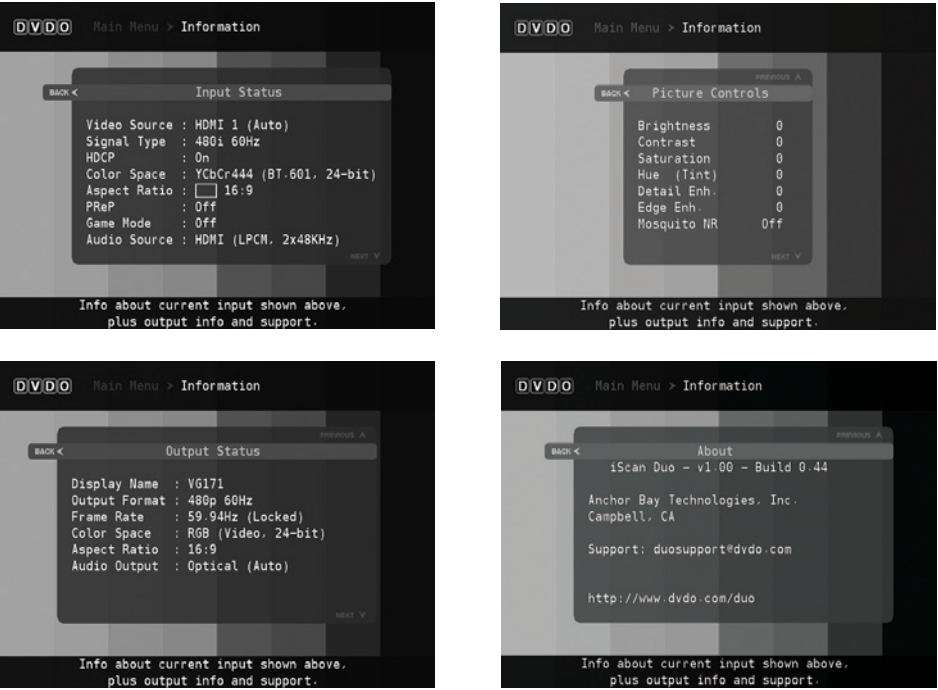 DVDO Main Menu > Information
BACK < Input Status
Video Source : HDMI 1 (Auto)
Signal Type : 480i 60Hz
HDCP : On
Color Space : YCbCr444 (BT.601, 24-bit)
Aspect Ratio : 16:9
PReP : Off
Game Mode : Off
Audio Source : HDMI (LPCM, 2x48KHz)
NEXT
Info about current input shown above,
plus output info and support.
DVDO Main Menu > Information
PREVIOUS
BACK < Picture Controls
Brightness 0
Contrast 0
Saturation 0
Hue (Tint) 0
Detail Enh. 0
Edge Enh. 0
Mosquito NR Off
NEXT
Info about current input shown above,
plus output info and support.
DVDO Main Menu > Information
PREVIOUS
BACK < Output Status
Display Name : VG171
Output Format : 480p 60Hz
Frame Rate : 59.94Hz (Locked)
Color Space : RGB (Video, 24-bit)
Aspect Ratio : 16:9
Audio Output : Optical (Auto)
NEXT
Info about current input shown above,
plus output info and support.
DVDO Main Menu > Information
PREVIOUS
BACK < About
iScan Duo - v1.00 - Build 0.44
Anchor Bay Technologies, Inc.
Campbell, CA
Support: duosupport@dvdo.com
http://www.dvdo.com/duo
Info about current input shown above,
plus output info and support.